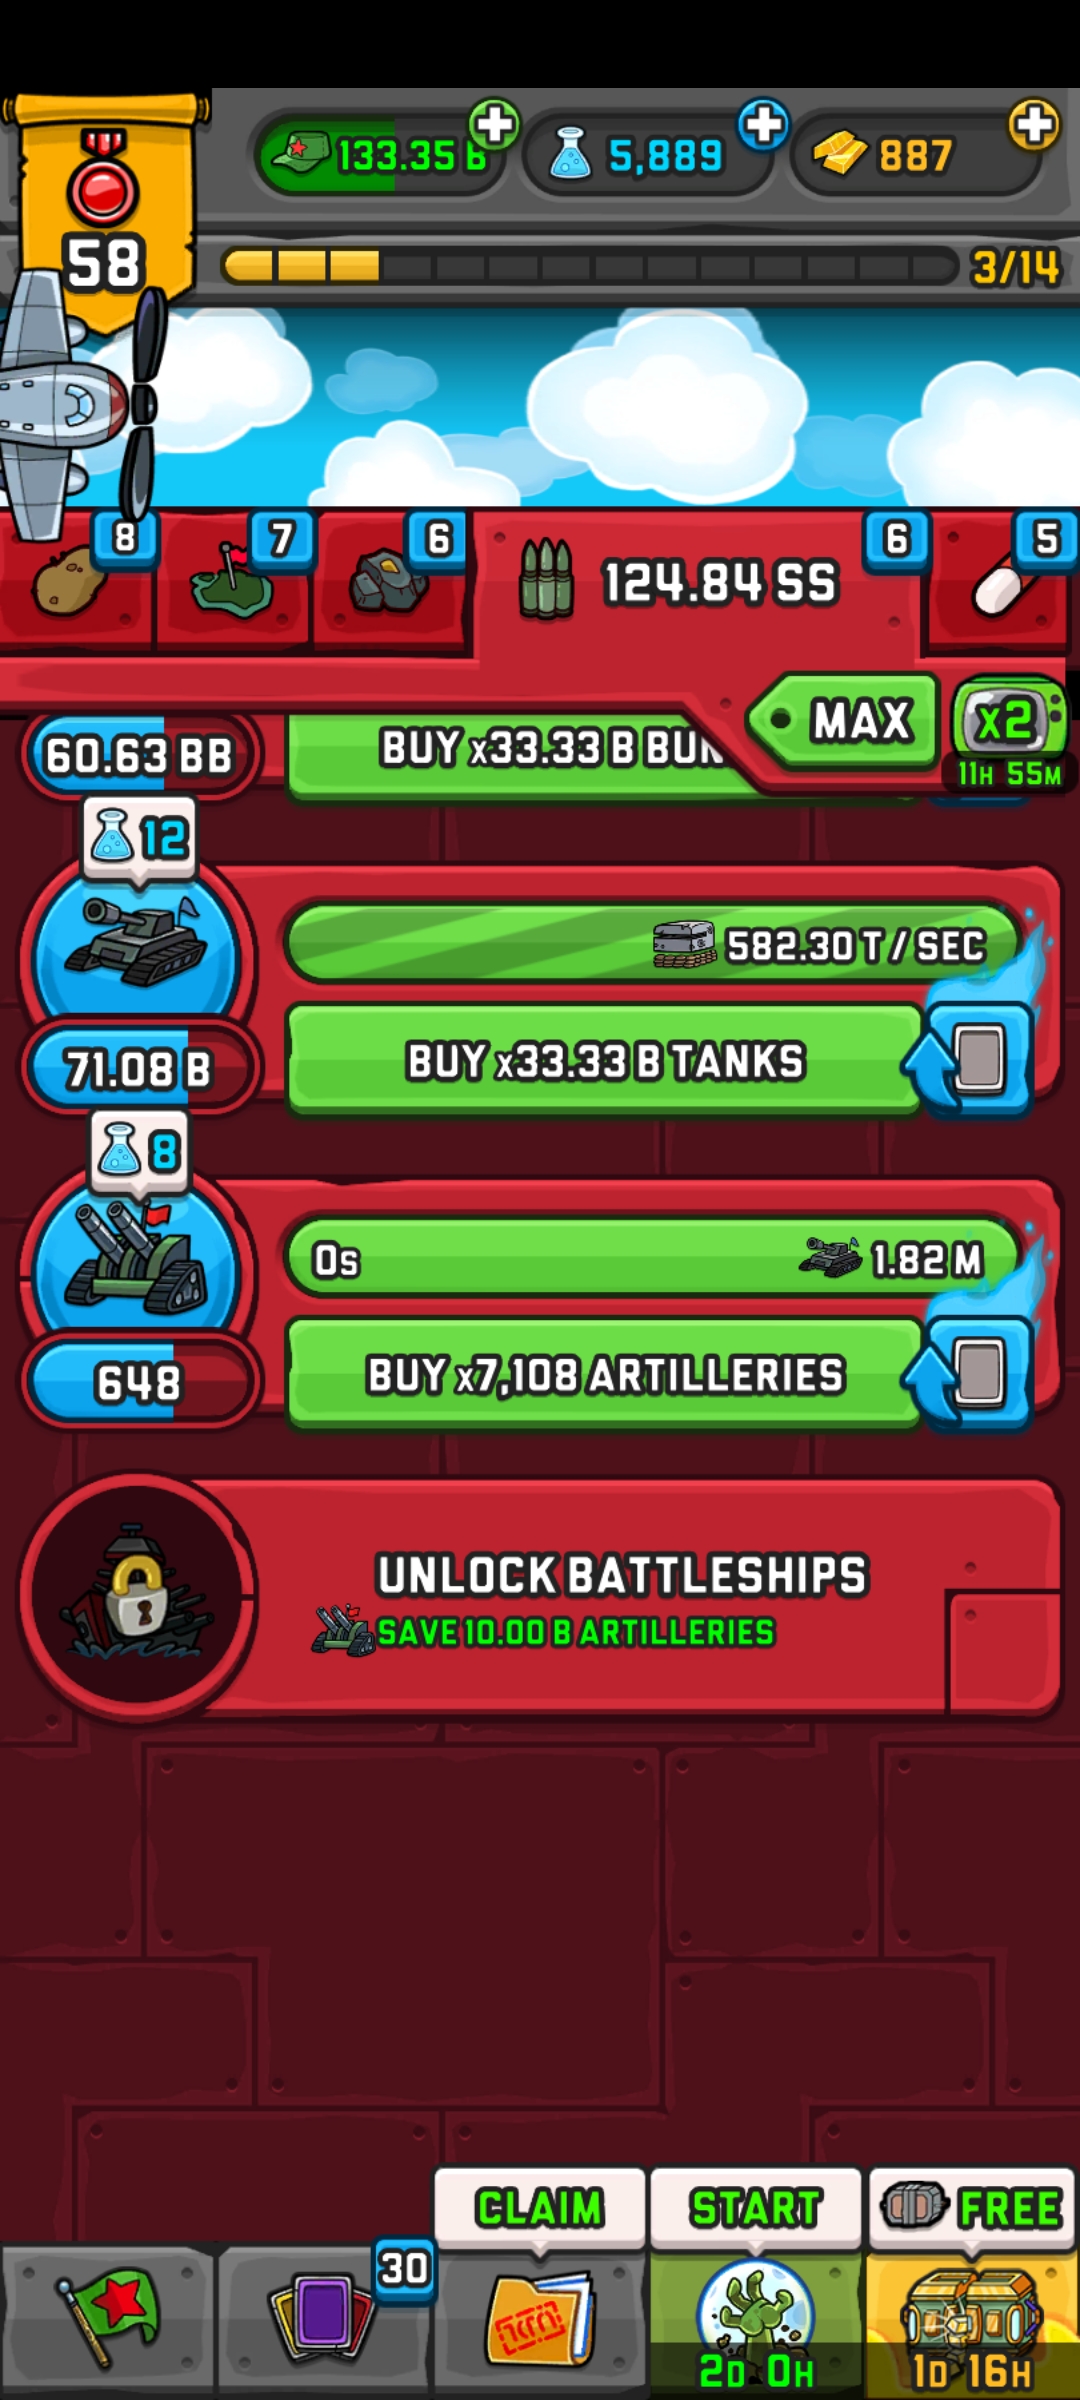 133.35 B
5,889
887
58
3/14
8
7
6
124.84 SS
6
5
MAX
x2
11H 55M
60.63 BB
BUY x33.33 B BUN
12
582.30 T / SEC
71.08 B
BUY x33.33 B TANKS
8
0s
1.82 M
648
BUY x7,108 ARTILLERIES
UNLOCK BATTLESHIPS
SAVE 10.00 B ARTILLERIES
CLAIM
START
FREE
30
2D 0H
1D 16H